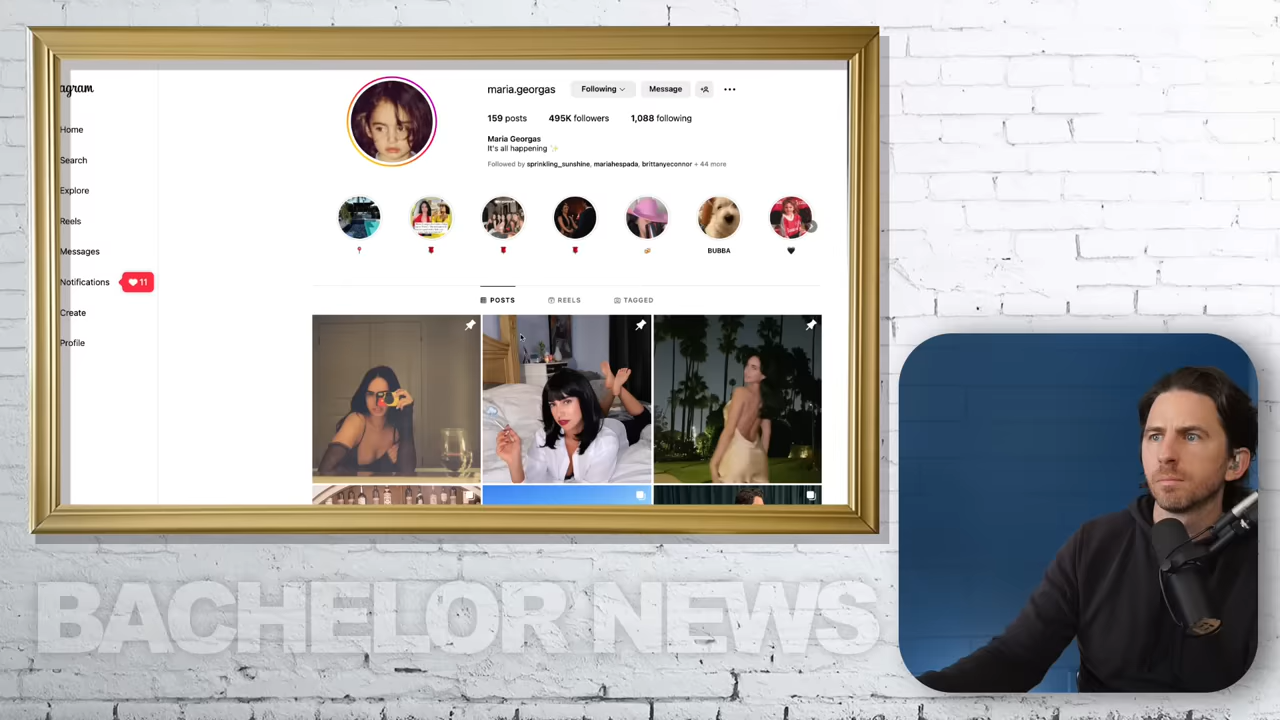 agram
maria.georgas Following Message
159 posts 495K followers 1,088 following
Maria Georgas
It's all happening ✨
Followed by sprinkling_sunshine, mariahespada, brittanyeconnor + 44 more
Home
Search
Explore
Reels
Messages
Notifications 11
Create
Profile
BUBBA
POSTS REELS TAGGED
BACHELOR NEWS